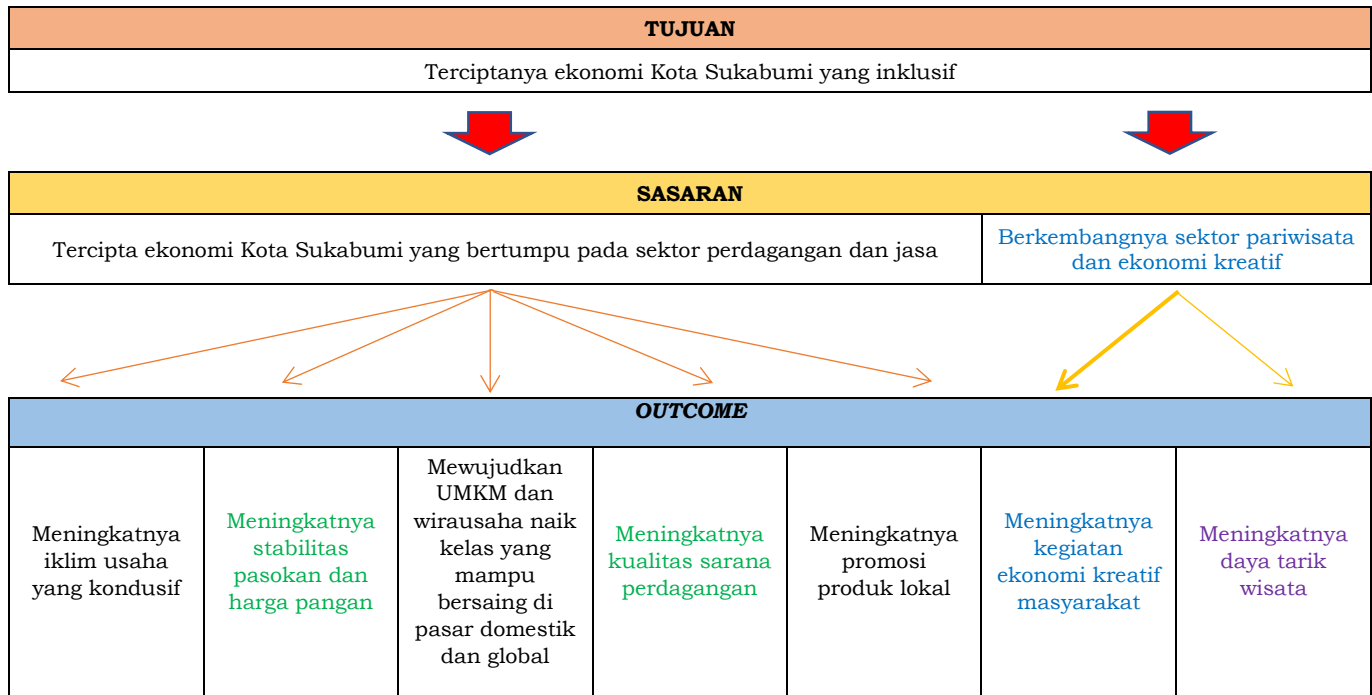 TUJUAN
Terciptanya ekonomi Kota Sukabumi yang inklusif
SASARAN
Tercipta ekonomi Kota Sukabumi yang bertumpu pada sektor perdagangan dan jasa
Berkembangnya sektor pariwisata
dan ekonomi kreatif
OUTCOME
Meningkatnya
iklim usaha
yang kondusif
Meningkatnya
stabilitas
pasokan dan
harga pangan
Mewujudkan
UMKM dan
wirausaha naik
kelas yang
mampu
bersaing di
pasar domestik
dan global
Meningkatnya
kualitas sarana
perdagangan
Meningkatnya
promosi
produk lokal
Meningkatnya
kegiatan
ekonomi kreatif
masyarakat
Meningkatnya
daya tarik
wisata